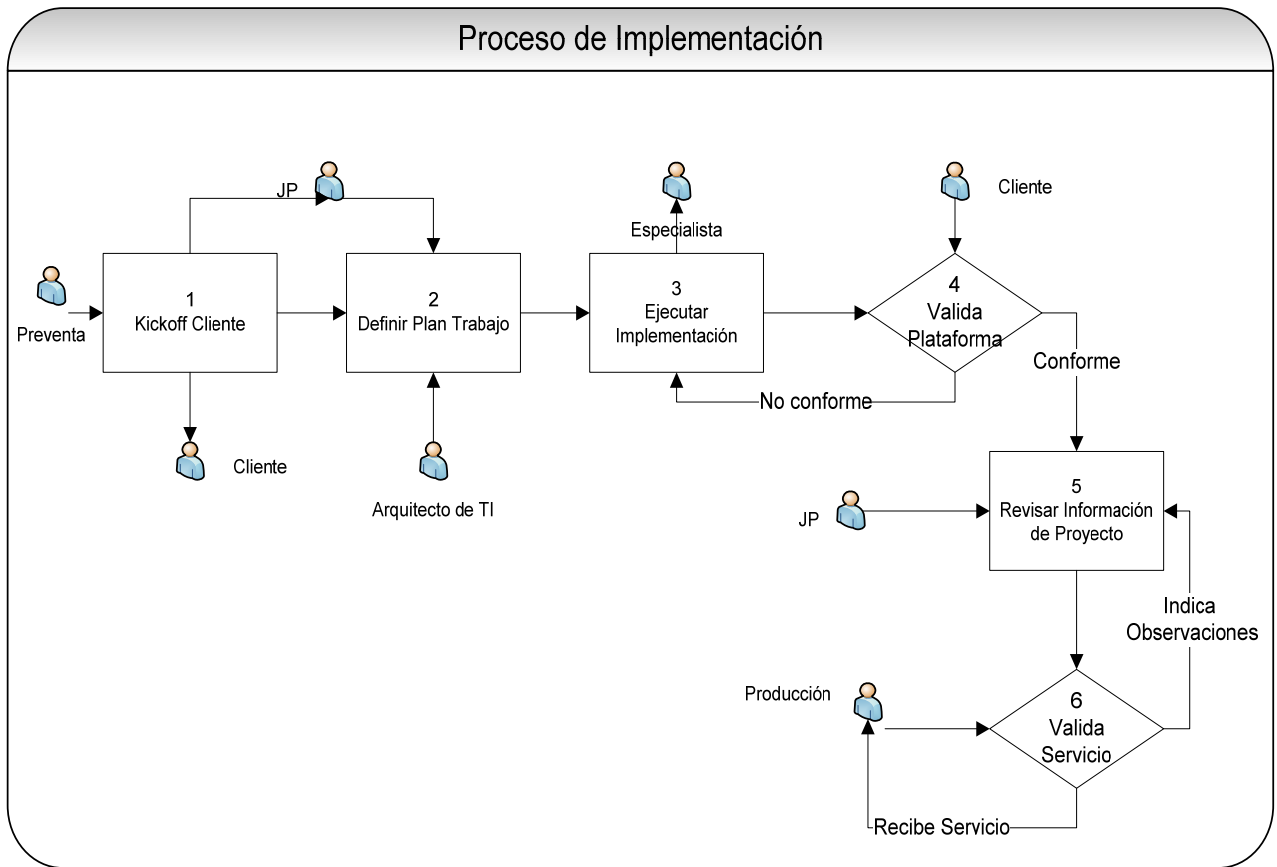 Proceso de Implementación
JP
Especialista
Cliente
Preventa
1
Kickoff Cliente
2
Definir Plan Trabajo
3
Ejecutar
Implementación
4
Valida
Plataforma
Conforme
No conforme
Cliente
Arquitecto de TI
JP
5
Revisar Información
de Proyecto
Indica
Observaciones
Producción
6
Valida
Servicio
Recibe Servicio